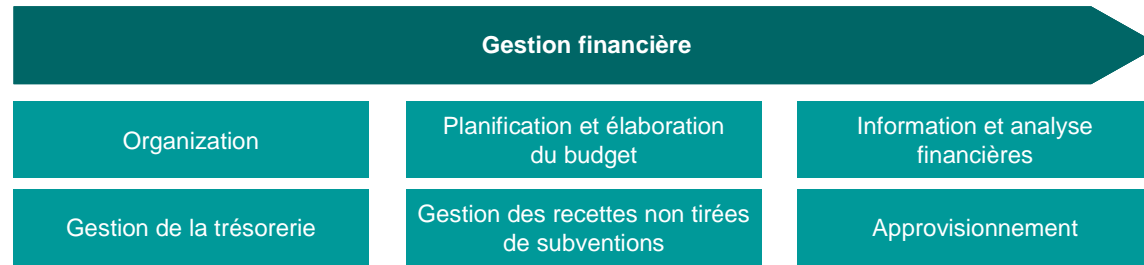 Gestion financière
Organization
Planification et élaboration
du budget
Information et analyse
financières
Gestion de la trésorerie
Gestion des recettes non tirées
de subventions
Approvisionnement